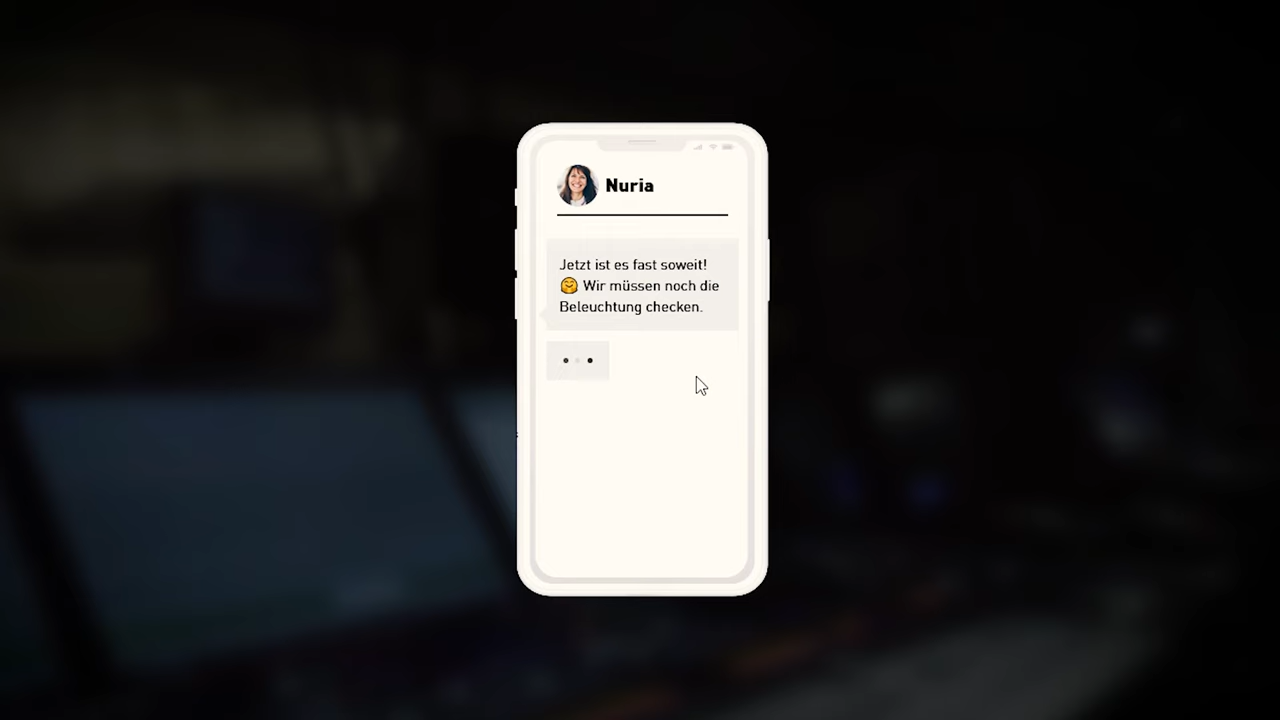 Nuria
Jetzt ist es fast soweit!
🤗 Wir müssen noch die
Beleuchtung checken.